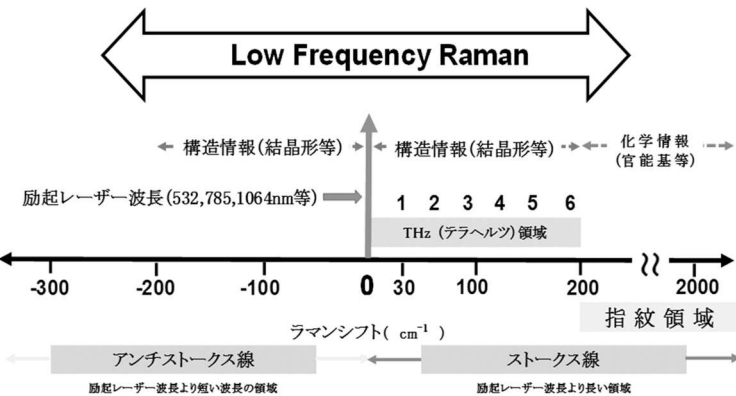 Low Frequency Raman
構造情報(結晶形等)
構造情報(結晶形等)
化学情報
(官能基等)
励起レーザー波長(532,785,1064nm等)
1 2 3 4 5 6
THz (テラヘルツ)領域
-300 -200 -100 0 30 100 200 2000
指紋領域
ラマンシフト( cm⁻¹ )
アンチストークス線
ストークス線
励起レーザー波長より短い波長の領域
励起レーザー波長より長い領域